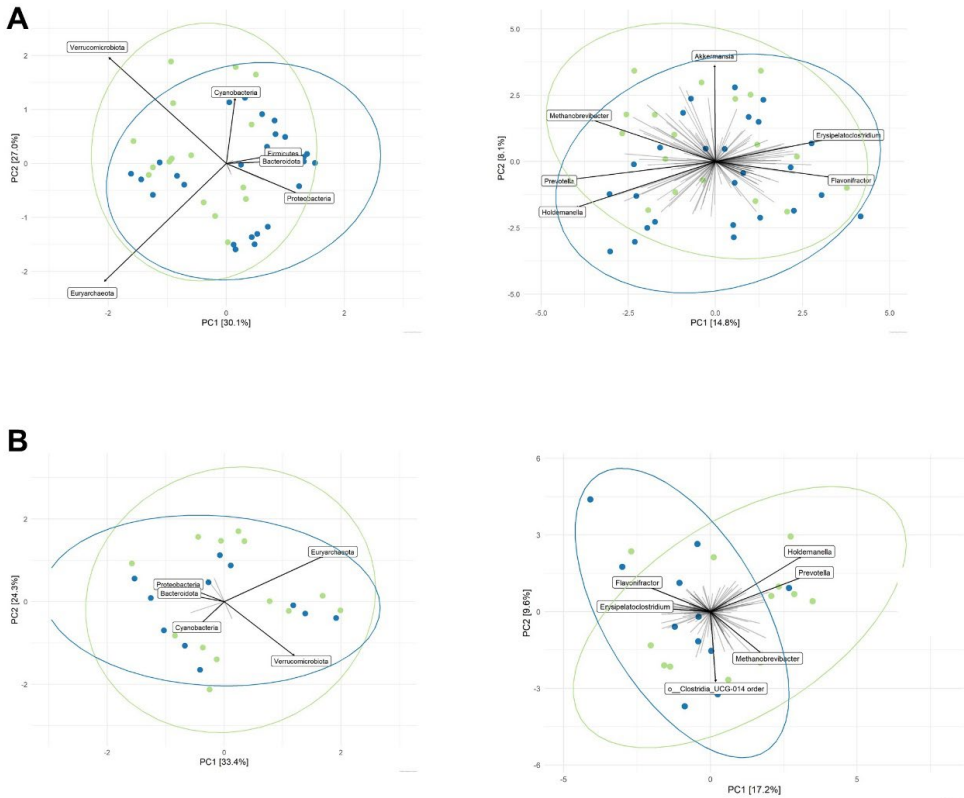 A
Verrucomicrobiota
Cyanobacteria
Firmicutes
Bacteroidota
Proteobacteria
Euryarchaeota
2
1
0
-1
-2
PC2 [27.0%]
-2
0
2
PC1 [30.1%]
Akkermansia
Methanobrevibacter
Erysipelatoclostridium
Prevotella
Flavonifractor
Holdemanella
5.0
2.5
0.0
-2.5
-5.0
PC2 [8.1%]
-5.0
-2.5
0.0
2.5
5.0
PC1 [14.8%]
B
Euryarchaeota
Proteobacteria
Bacteroidota
Cyanobacteria
Verrucomicrobiota
2
0
-2
PC2 [24.3%]
-2
0
2
PC1 [33.4%]
Holdemanella
Prevotella
Flavonifractor
Erysipelatoclostridium
Methanobrevibacter
o__Clostridia_UCG-014 order
6
3
0
-3
-6
PC2 [9.6%]
-5
0
5
PC1 [17.2%]